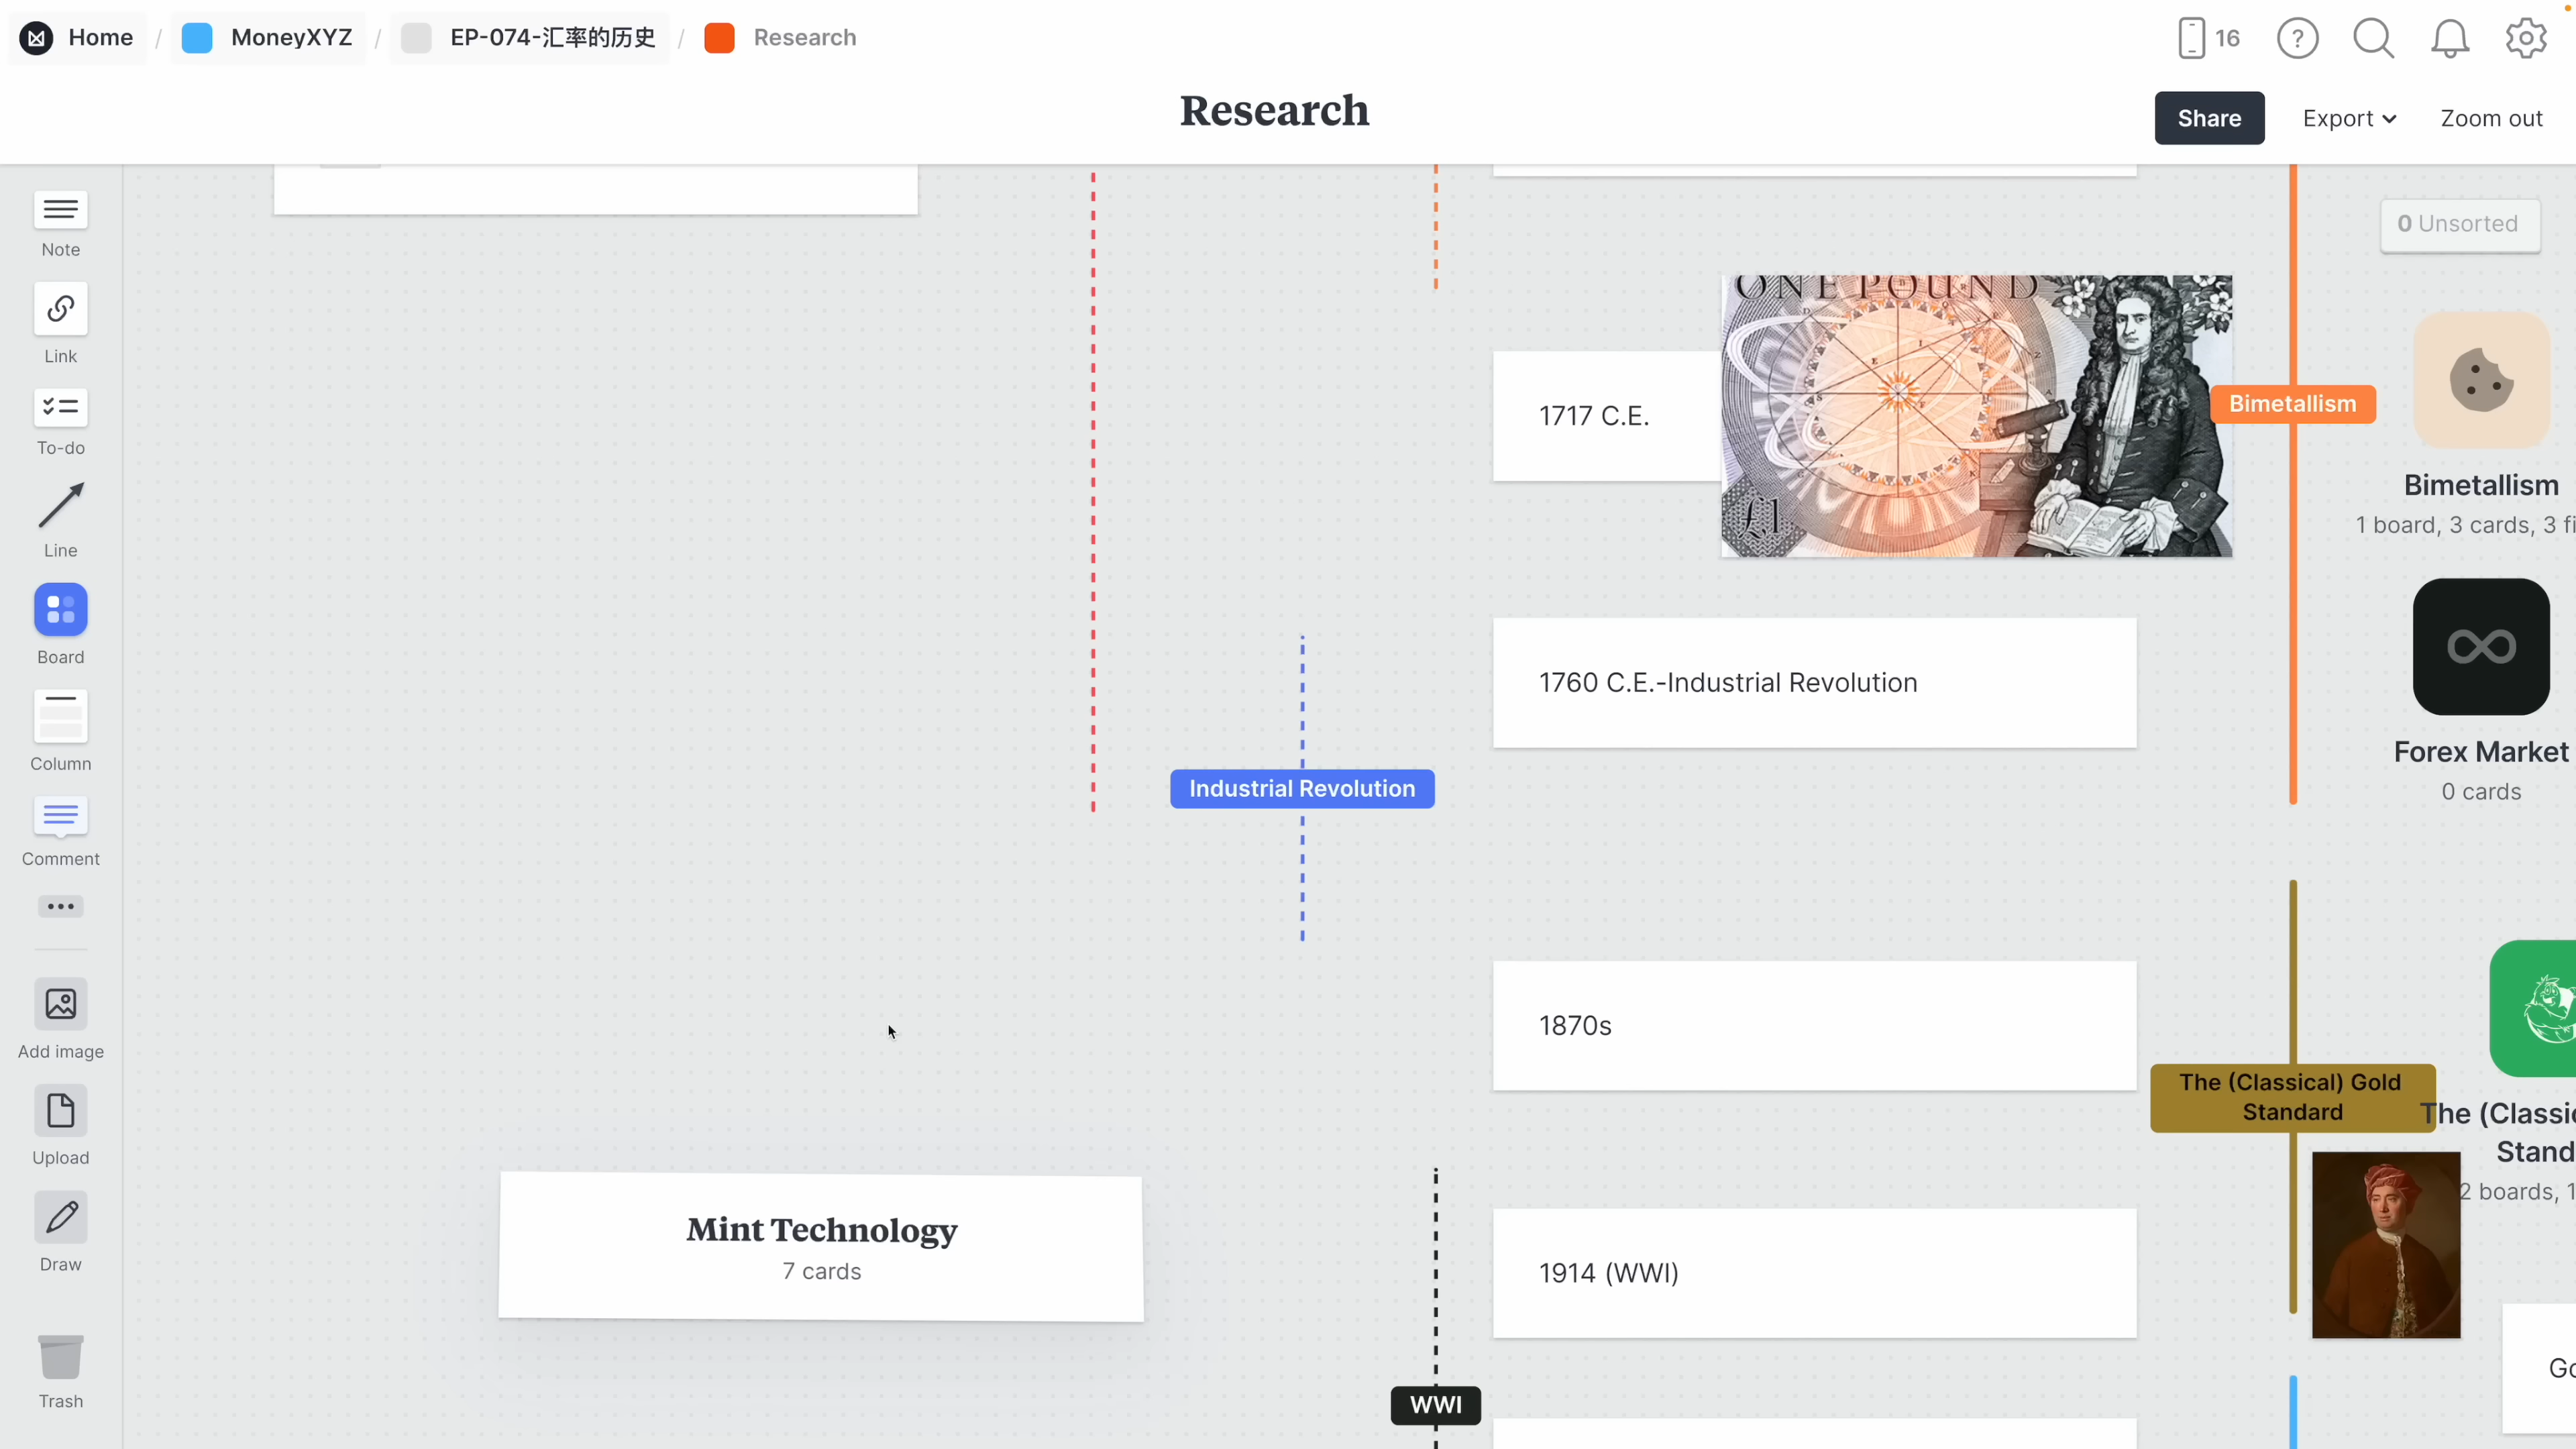 Home / MoneyXYZ / EP-074-汇率的历史 / Research
16
Research
Share
Export
Zoom out
Note
Link
To-do
Line
Board
Column
Comment
Add image
Upload
Draw
Trash
0 Unsorted
ONE POUND
£1
1717 C.E.
Bimetallism
Bimetallism
1 board, 3 cards, 3 fi
1760 C.E.-Industrial Revolution
Forex Market
0 cards
Industrial Revolution
1870s
The (Classical) Gold
Standard
The (Classic
Stand
2 boards, 1
Mint Technology
7 cards
1914 (WWI)
WWI
Go